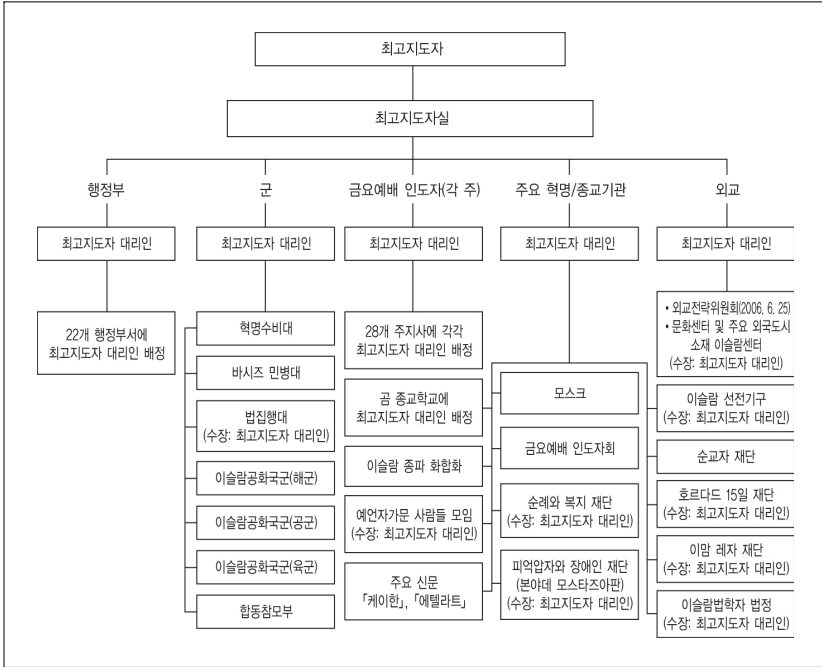 최고지도자
최고지도자실
행정부
군
금요예배 인도자(각 주)
주요 혁명/종교기관
외교
최고지도자 대리인
최고지도자 대리인
최고지도자 대리인
최고지도자 대리인
최고지도자 대리인
22개 행정부서에
최고지도자 대리인 배정
혁명수비대
바시즈 민병대
법집행대
(수장: 최고지도자 대리인)
이슬람공화국군(해군)
이슬람공화국군(공군)
이슬람공화국군(육군)
합동참모부
28개 주지사에 각각
최고지도자 대리인 배정
곰 종교학교에
최고지도자 대리인 배정
이슬람 종파 화합화
예언자가문 사람들 모임
(수장: 최고지도자 대리인)
주요 신문
「케이한」, 「에텔라트」
모스크
금요예배 인도자회
순례와 복지 재단
(수장: 최고지도자 대리인)
피억압자와 장애인 재단
(본야데 모스타즈아판)
(수장: 최고지도자 대리인)
• 외교전략위원회(2006. 6. 25)
• 문화센터 및 주요 외국도시
소재 이슬람센터
(수장: 최고지도자 대리인)
이슬람 선전기구
(수장: 최고지도자 대리인)
순교자 재단
호르다드 15일 재단
(수장: 최고지도자 대리인)
이맘 레자 재단
(수장: 최고지도자 대리인)
이슬람법학자 법정
(수장: 최고지도자 대리인)